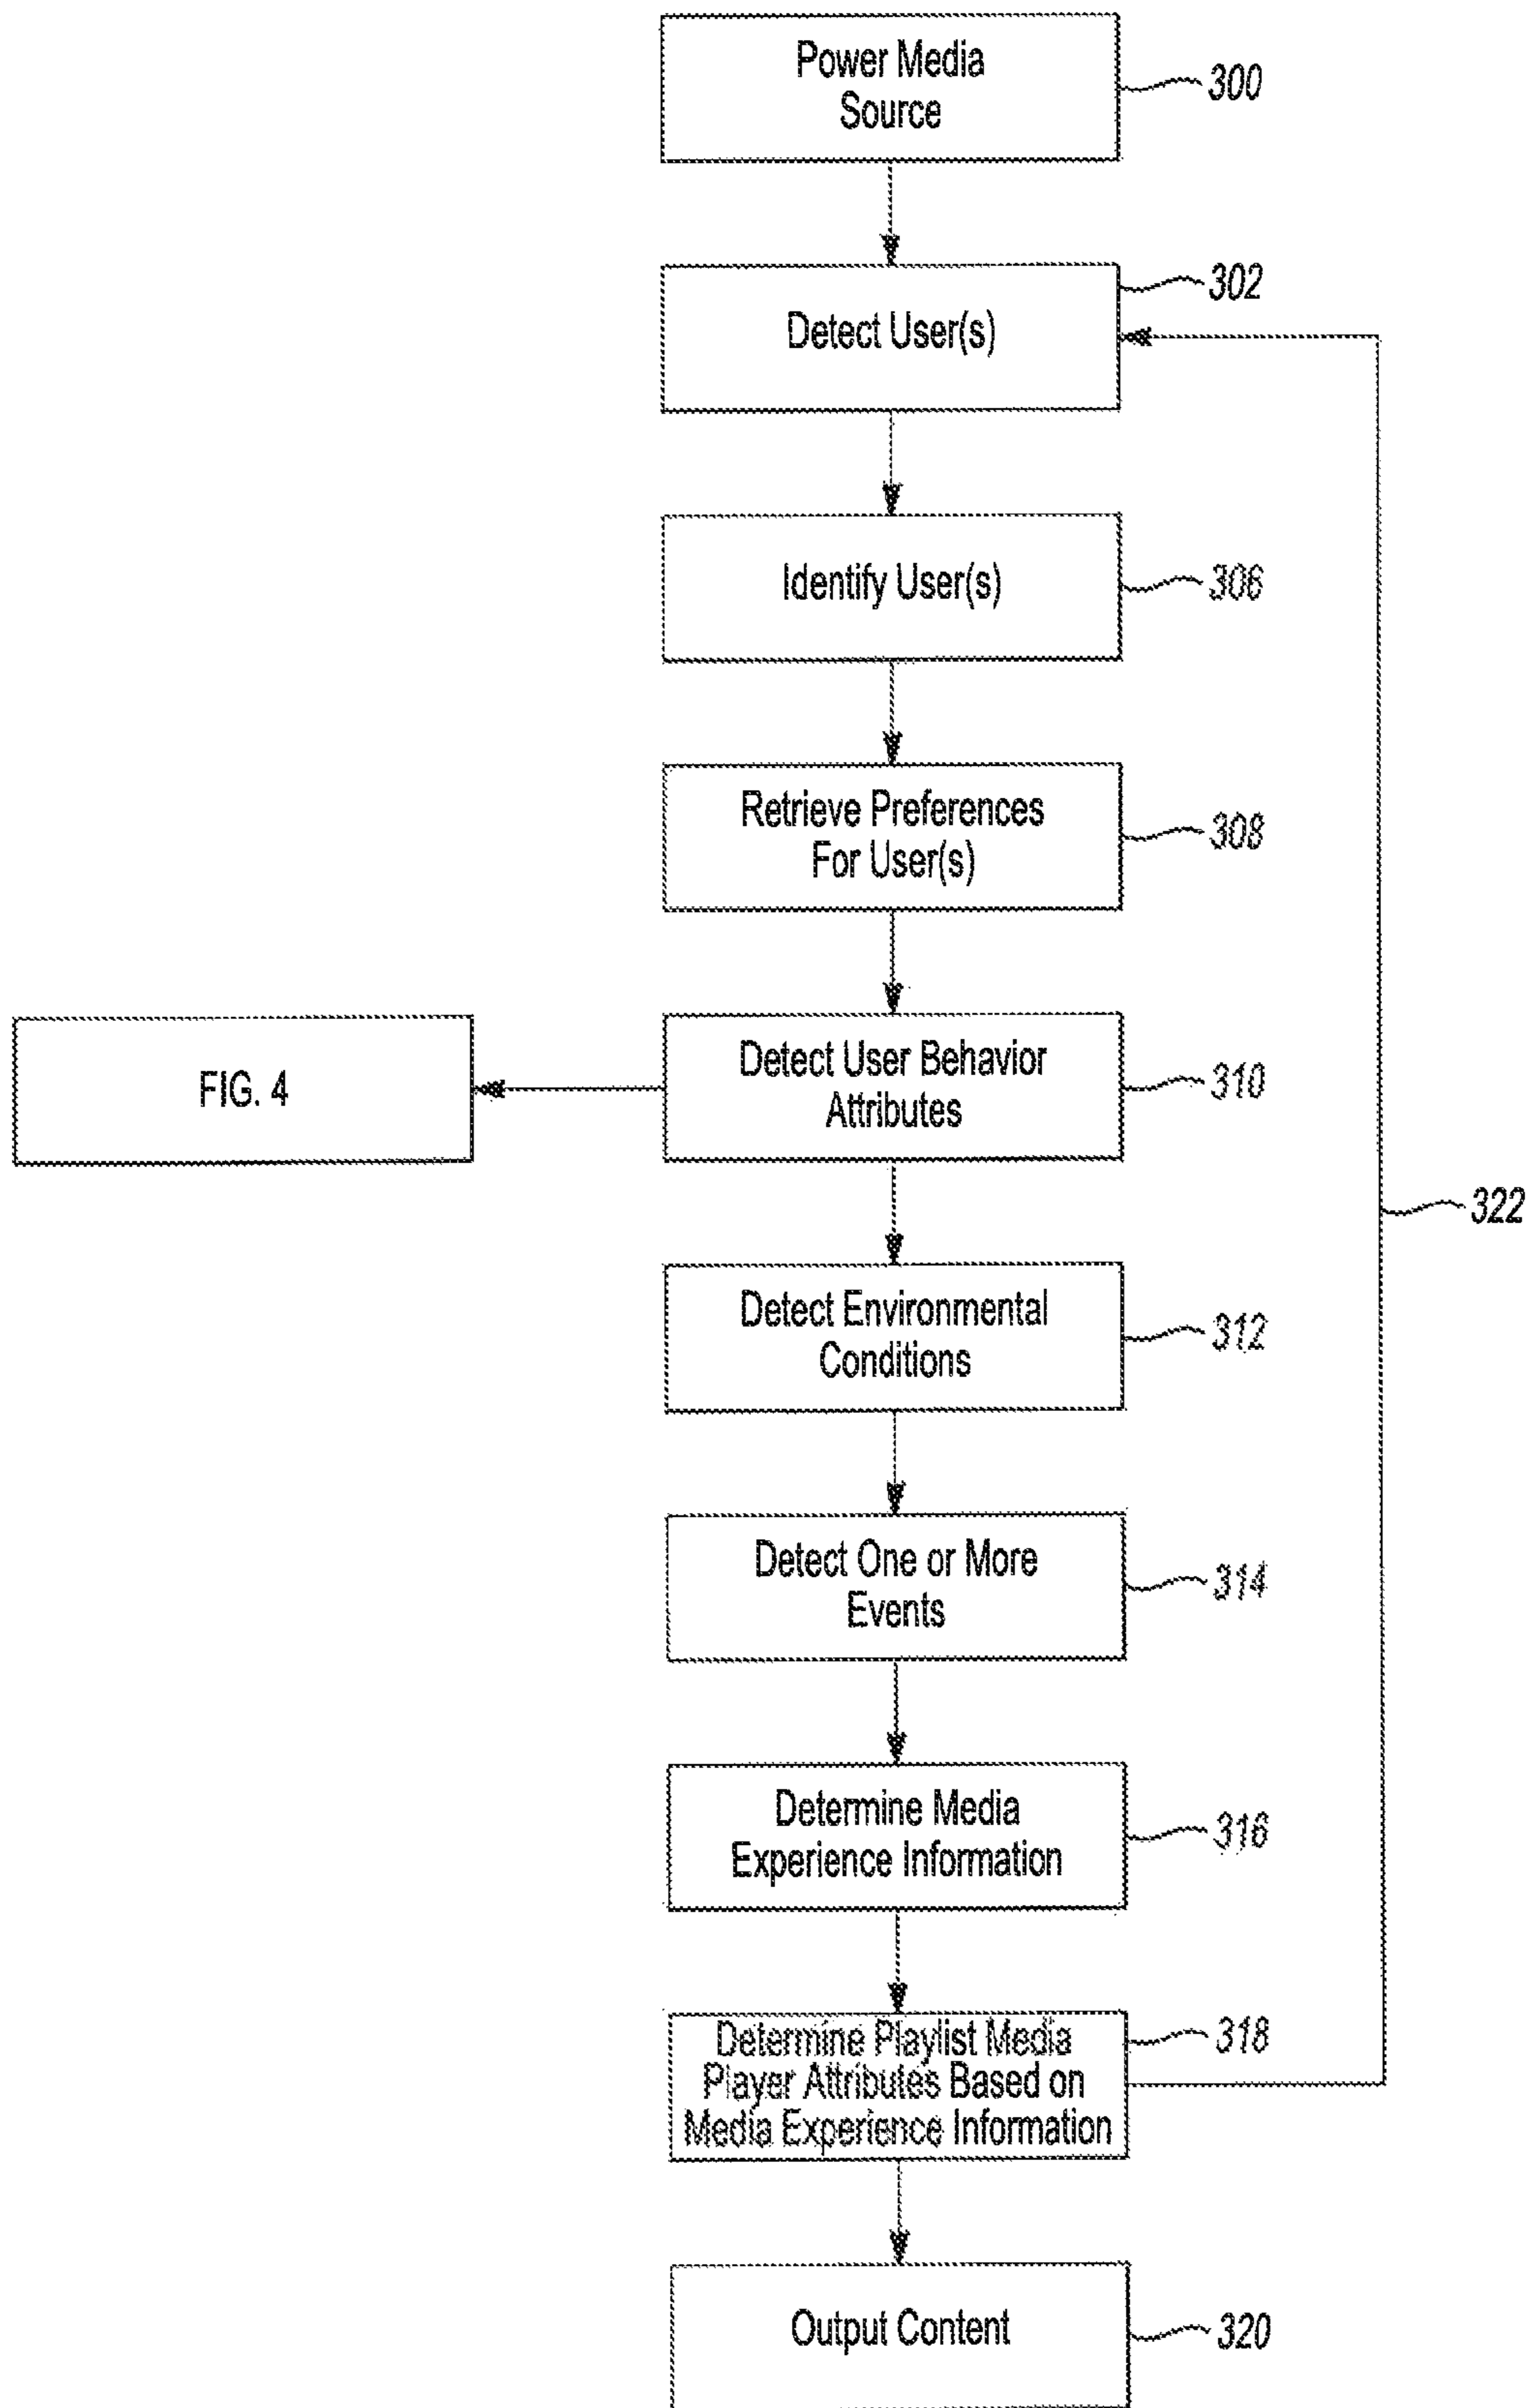 Power Media
Source
300
302
Detect User(s)
Identify User(s)
306
Retrieve Preferences
For User(s)
308
FIG. 4
Detect User Behavior
Attributes
310
322
Detect Environmental
Conditions
312
Detect One or More
Events
314
Determine Media
Experience Information
316
Determine Playlist Media
Player Attributes Based on
Media Experience Information
318
Output Content
320